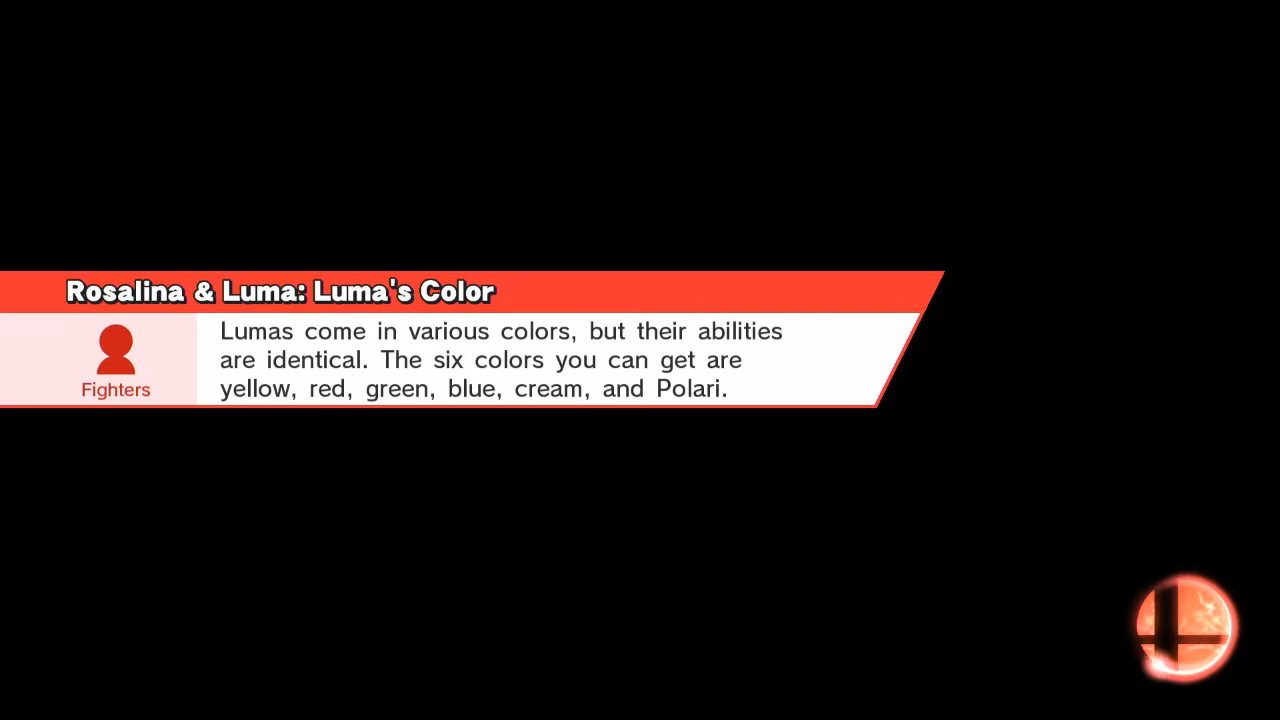 Rosalina & Luma: Luma's Color
Lumas come in various colors, but their abilities
are identical. The six colors you can get are
yellow, red, green, blue, cream, and Polari.
Fighters